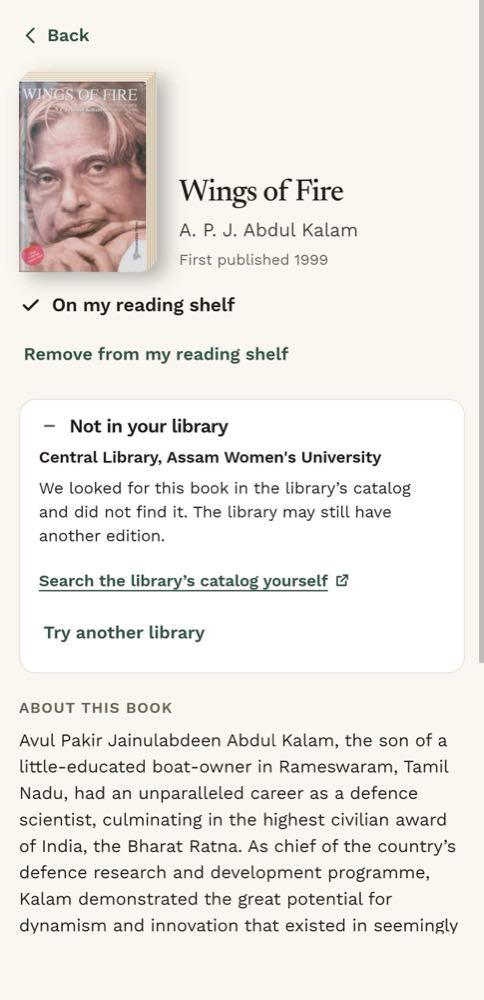 Back
WINGS OF FIRE
Wings of Fire
A. P. J. Abdul Kalam
First published 1999
On my reading shelf
Remove from my reading shelf
Not in your library
Central Library, Assam Women's University
We looked for this book in the library’s catalog
and did not find it. The library may still have
another edition.
Search the library’s catalog yourself
Try another library
ABOUT THIS BOOK
Avul Pakir Jainulabdeen Abdul Kalam, the son of a
little-educated boat-owner in Rameswaram, Tamil
Nadu, had an unparalleled career as a defence
scientist, culminating in the highest civilian award
of India, the Bharat Ratna. As chief of the country’s
defence research and development programme,
Kalam demonstrated the great potential for
dynamism and innovation that existed in seemingly